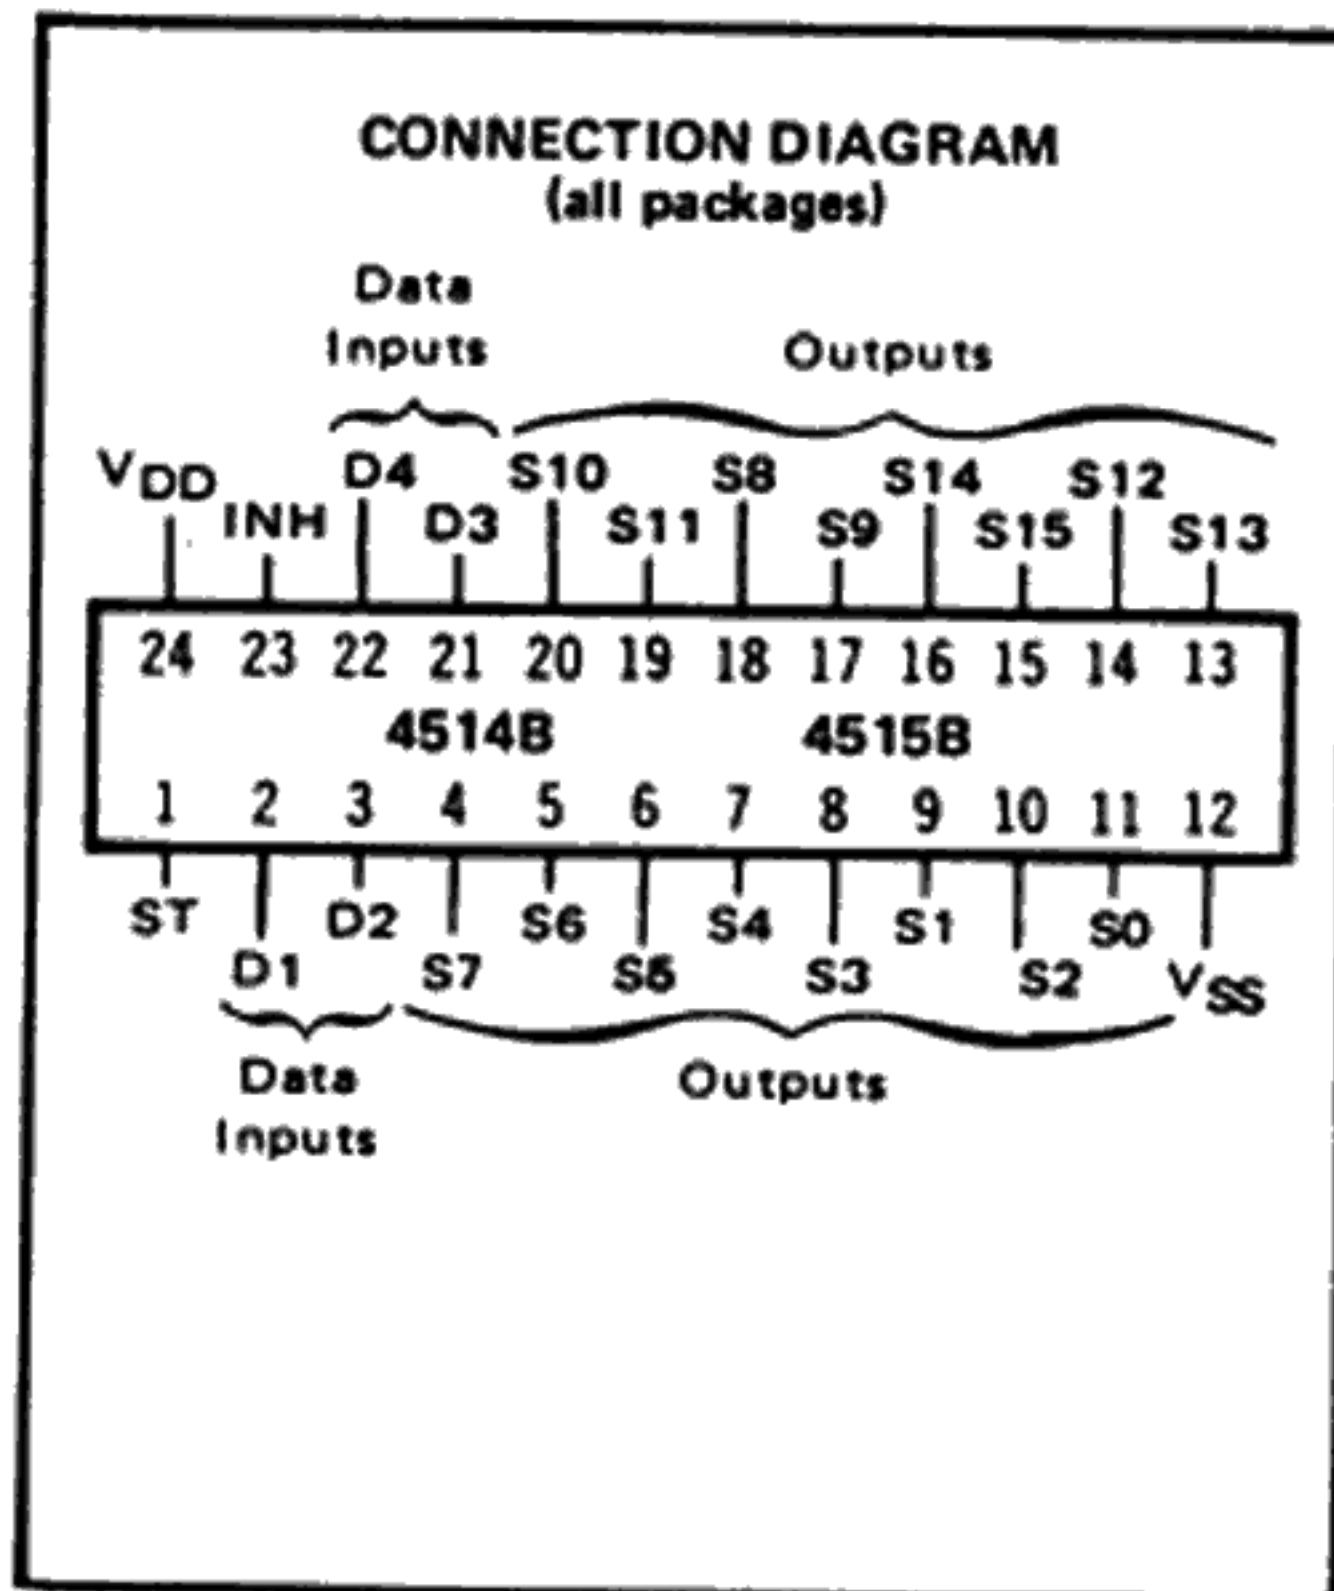 CONNECTION DIAGRAM
(all packages)
Data
Inputs
Outputs
VDD INH D4 D3 S10 S11 S8 S9 S14 S15 S12 S13
24 23 22 21 20 19 18 17 16 15 14 13
4514B 4515B
1 2 3 4 5 6 7 8 9 10 11 12
ST D1 D2 S7 S6 S5 S4 S3 S1 S2 S0 VSS
Data
Inputs
Outputs